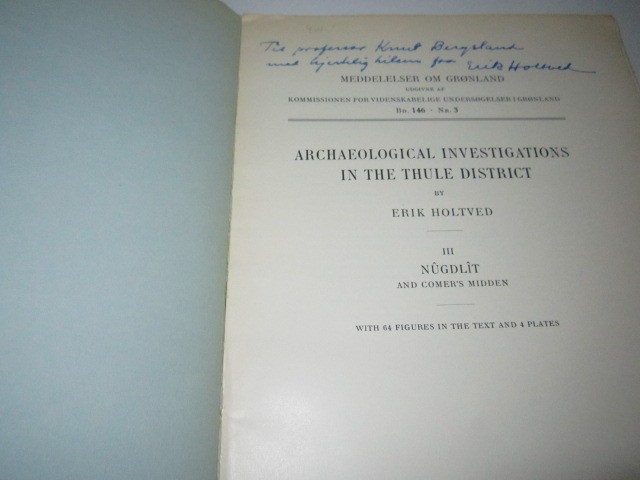 Til professor Knut Bergsland
med hjertelig hilsen fra Erik Holtved
MEDDELELSER OM GRØNLAND
UDGIVNE AF
KOMMISSIONEN FOR VIDENSKABELIGE UNDERSØGELSER I GRØNLAND
BD. 146 · NR. 3
ARCHAEOLOGICAL INVESTIGATIONS
IN THE THULE DISTRICT
BY
ERIK HOLTVED
III
NÛGDLÎT
AND COMER'S MIDDEN
WITH 64 FIGURES IN THE TEXT AND 4 PLATES